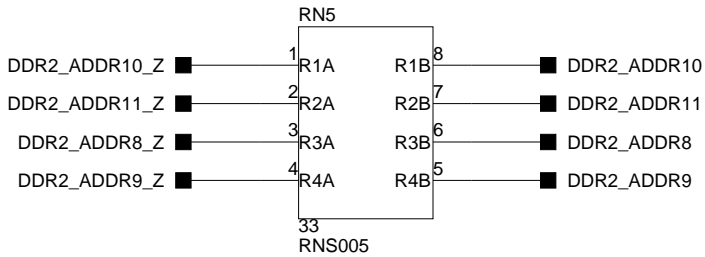 RN5
DDR2_ADDR10_Z 1 R1A R1B 8 DDR2_ADDR10
DDR2_ADDR11_Z 2 R2A R2B 7 DDR2_ADDR11
DDR2_ADDR8_Z 3 R3A R3B 6 DDR2_ADDR8
DDR2_ADDR9_Z 4 R4A R4B 5 DDR2_ADDR9
33
RNS005